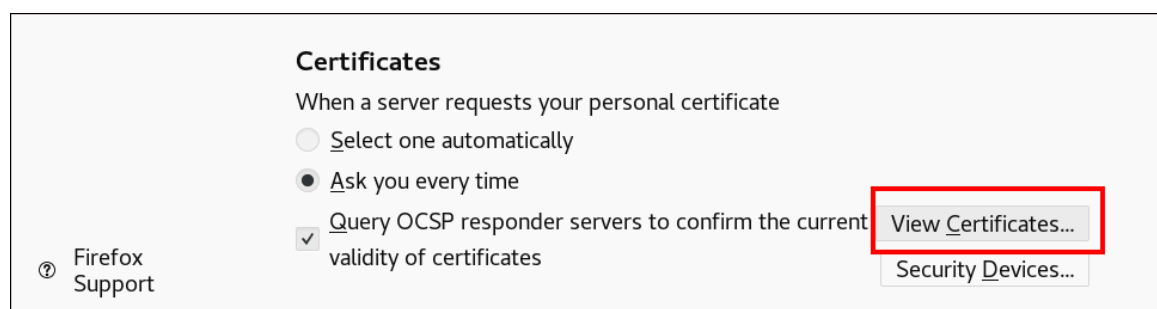 Certificates
When a server requests your personal certificate
Select one automatically
Ask you every time
Query OCSP responder servers to confirm the current
validity of certificates
View Certificates...
Security Devices...
Firefox
Support